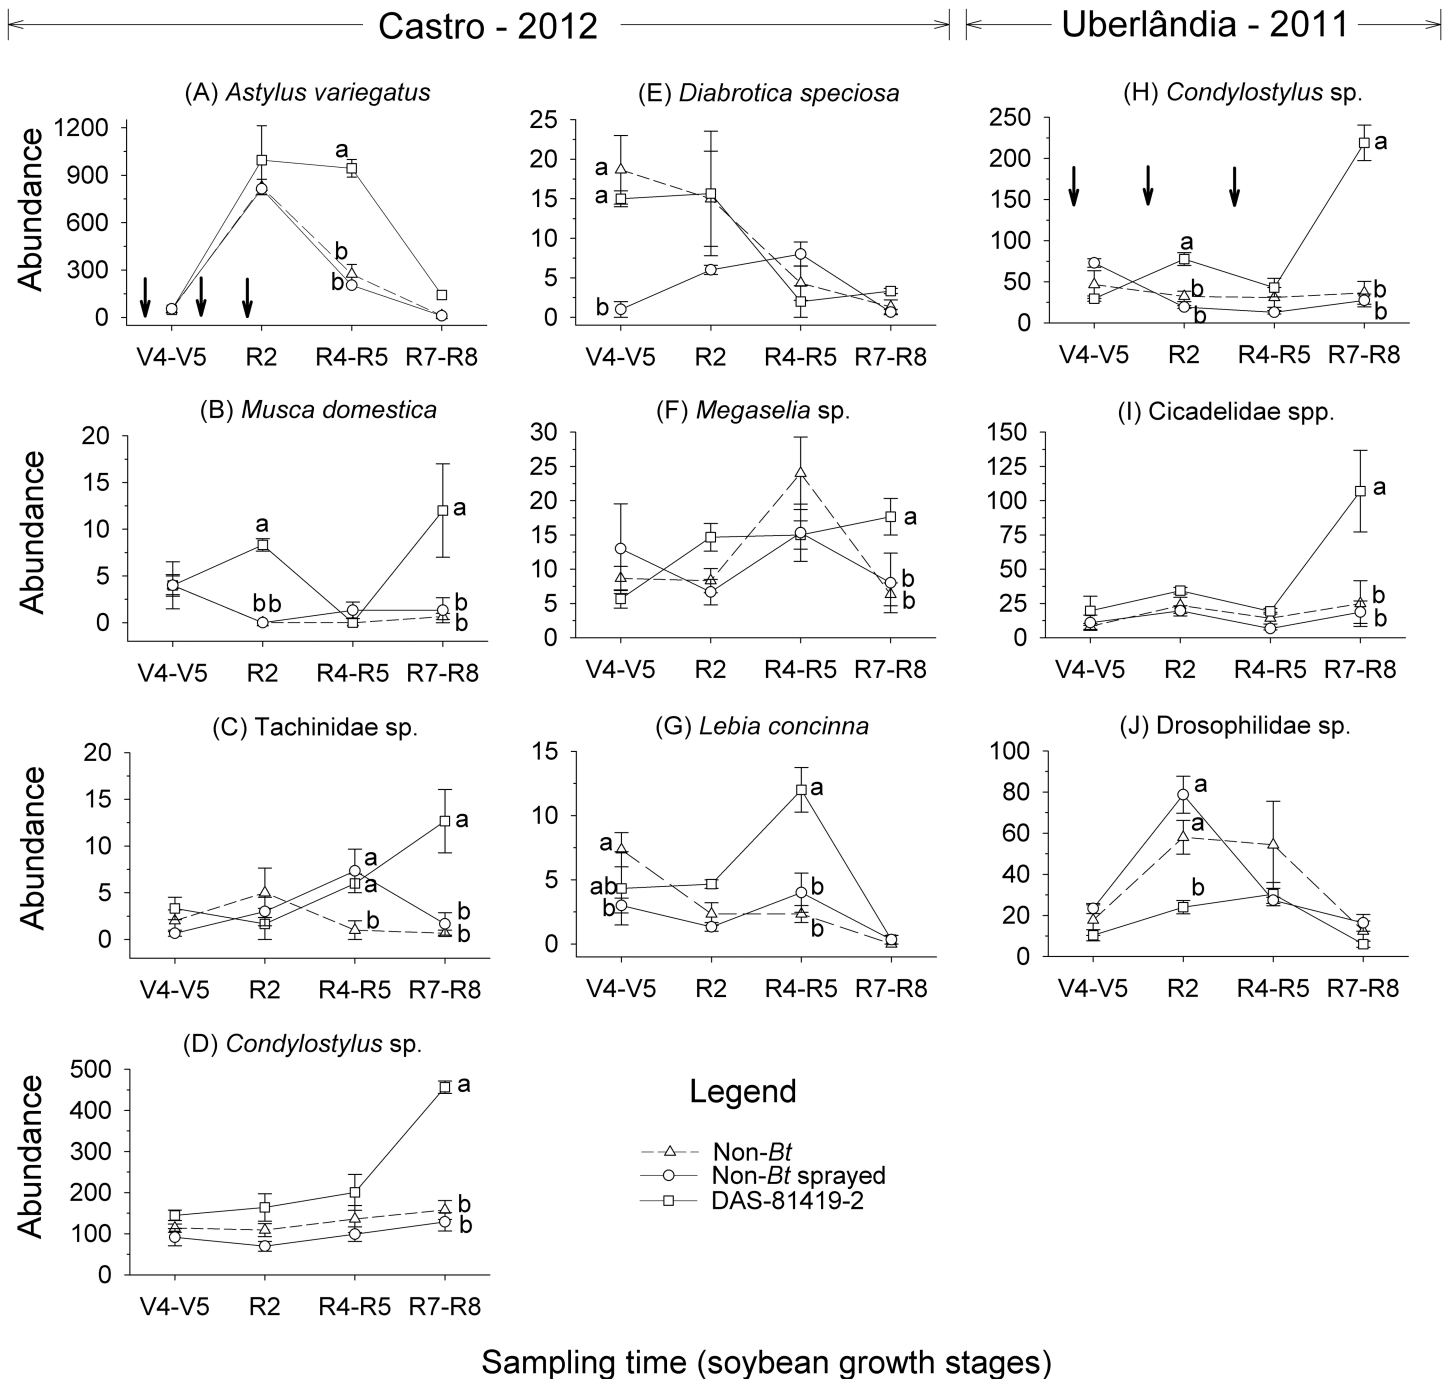 Castro - 2012
Uberlândia - 2011
(A) Astylus variegatus
Abundance
1200
900
600
300
0
a
b
b
V4-V5 R2 R4-R5 R7-R8
(B) Musca domestica
Abundance
20
15
10
5
0
a
bb
a
b
b
V4-V5 R2 R4-R5 R7-R8
(C) Tachinidae sp.
Abundance
20
15
10
5
0
a
a
b
a
b
b
V4-V5 R2 R4-R5 R7-R8
(D) Condylostylus sp.
Abundance
500
400
300
200
100
0
a
b
b
V4-V5 R2 R4-R5 R7-R8
(E) Diabrotica speciosa
25
20
15
10
5
0
a
a
b
V4-V5 R2 R4-R5 R7-R8
(F) Megaselia sp.
30
25
20
15
10
5
0
a
b
b
V4-V5 R2 R4-R5 R7-R8
(G) Lebia concinna
15
10
5
0
a
ab
b
a
b
b
V4-V5 R2 R4-R5 R7-R8
(H) Condylostylus sp.
250
200
150
100
50
0
a
b
b
a
b
b
V4-V5 R2 R4-R5 R7-R8
(I) Cicadelidae spp.
150
125
100
75
50
25
0
a
b
b
V4-V5 R2 R4-R5 R7-R8
(J) Drosophilidae sp.
100
80
60
40
20
0
a
a
b
V4-V5 R2 R4-R5 R7-R8
Legend
Non-Bt
Non-Bt sprayed
DAS-81419-2
Sampling time (soybean growth stages)